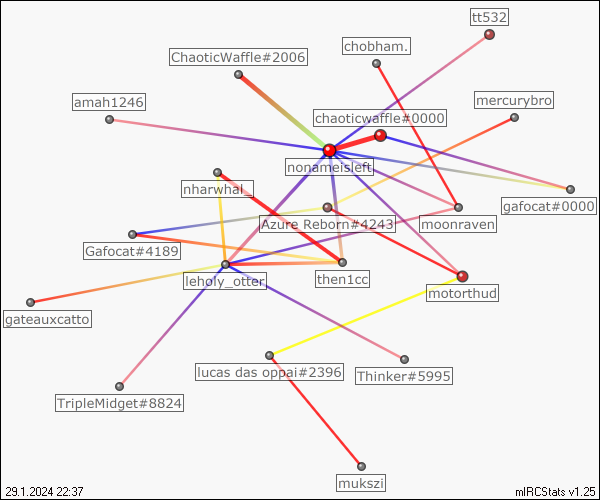 tt532
chobham.
ChaoticWaffle#2006
amah1246
mercurybro
chaoticwaffle#0000
nonameisleft
nharwhal_
gafocat#0000
Azure Reborn#4243
moonraven
Gafocat#4189
leholy_otter
then1cc
motorthud
gateauxcatto
lucas das oppai#2396
Thinker#5995
TripleMidget#8824
mukszi
29.1.2024 22:37
mIRCStats v1.25